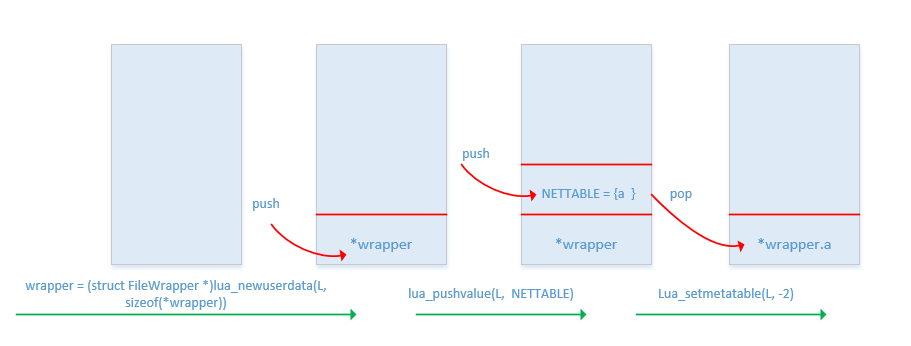 push
NETTABLE = {a  }
pop
push
*wrapper
*wrapper
*wrapper.a
wrapper = (struct FileWrapper *)lua_newuserdata(L,
sizeof(*wrapper))
lua_pushvalue(L,  NETTABLE)
Lua_setmetatable(L, -2)